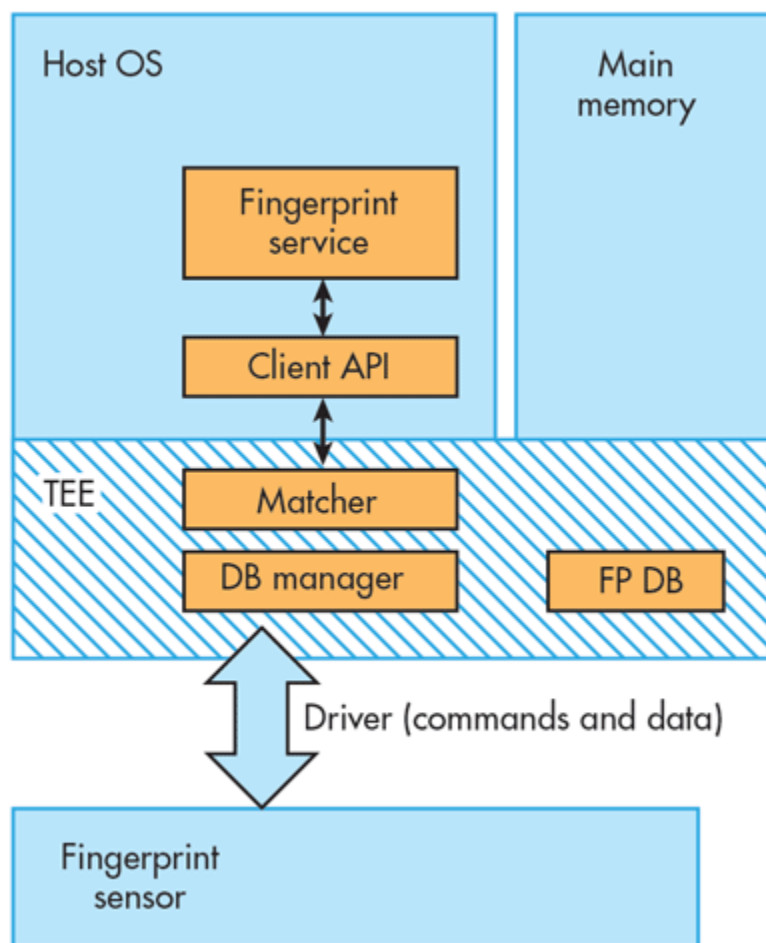 Host OS
Main
memory
Fingerprint
service
Client API
TEE
Matcher
DB manager
FP DB
Driver (commands and data)
Fingerprint
sensor